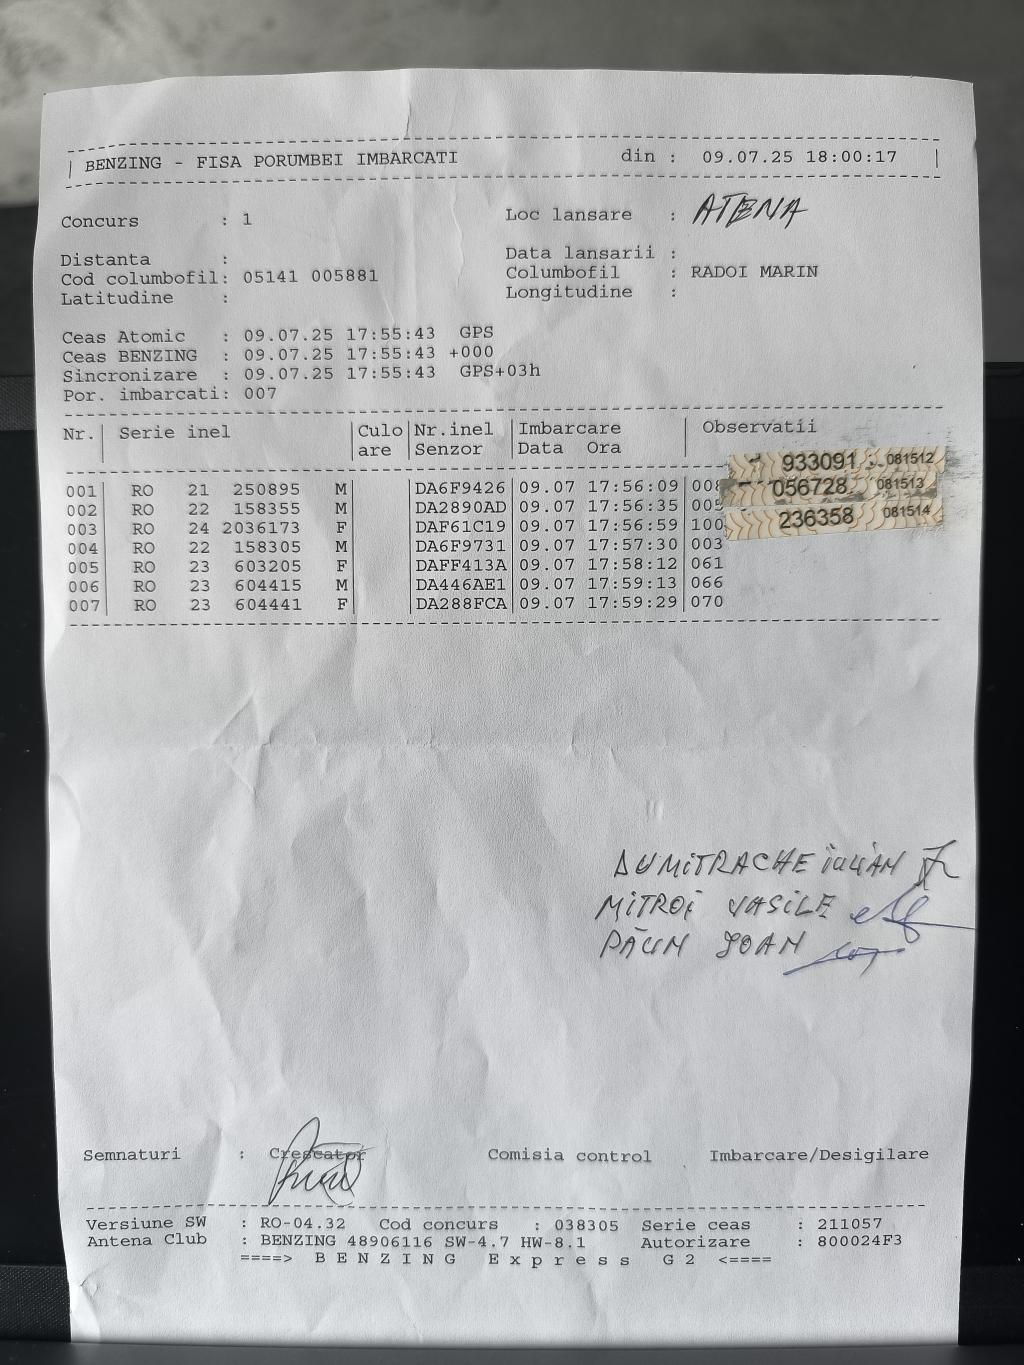 BENZING - FISA PORUMBEI IMBARCATI din : 09.07.25 18:00:17
Concurs : 1 Loc lansare : ATENA
Distanta : Data lansarii :
Cod columbofil: 05141 005881 Columbofil : RADOI MARIN
Latitudine : Longitudine :
Ceas Atomic : 09.07.25 17:55:43 GPS
Ceas BENZING : 09.07.25 17:55:43 +000
Sincronizare : 09.07.25 17:55:43 GPS+03h
Por. imbarcati: 007
Nr. Serie inel Culo Nr.inel Imbarcare Observatii
are Senzor Data Ora
933091 081512
001 RO 21 250895 M DA6F9426 09.07 17:56:09 056728 081513
002 RO 22 158355 M DA2890AD 09.07 17:56:35 005
003 RO 24 2036173 F DAF61C19 09.07 17:56:59 100 236358 081514
004 RO 22 158305 M DA6F9731 09.07 17:57:30 003
005 RO 23 603205 F DAFF413A 09.07 17:58:12 061
006 RO 23 604415 M DA446AE1 09.07 17:59:13 066
007 RO 23 604441 F DA288FCA 09.07 17:59:29 070
DUMITRACHE iULiAN
MiTROi VASiLE
PĂUN IOAN
Semnaturi : Crescator Comisia control Imbarcare/Desigilare
Versiune SW : RO-04.32 Cod concurs : 038305 Serie ceas : 211057
Antena Club : BENZING 48906116 SW-4.7 HW-8.1 Autorizare : 800024F3
====> B E N Z I N G E x p r e s s G 2 <====